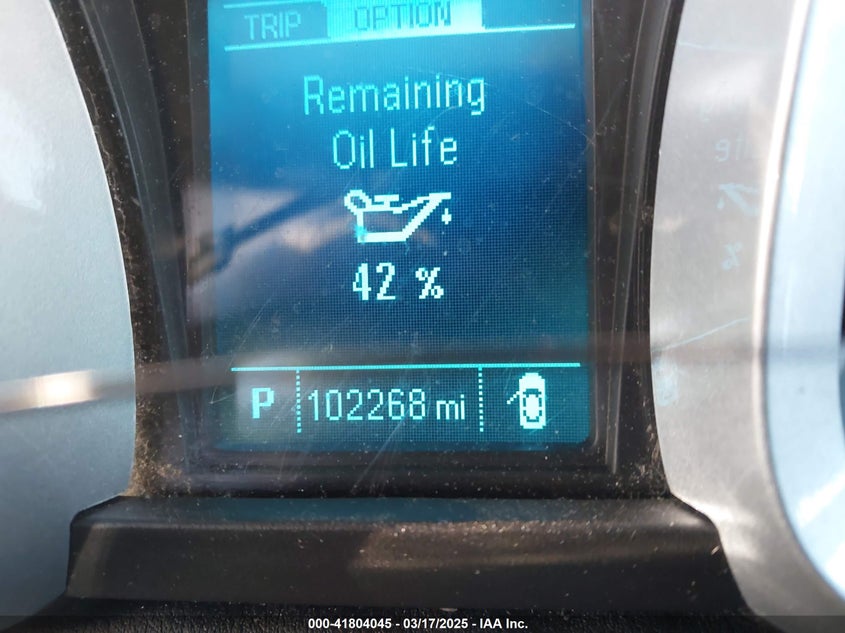 TRIP OPTION
Remaining
Oil Life
42 %
P 102268 mi
000-41804045 - 03/17/2025 - IAA Inc.